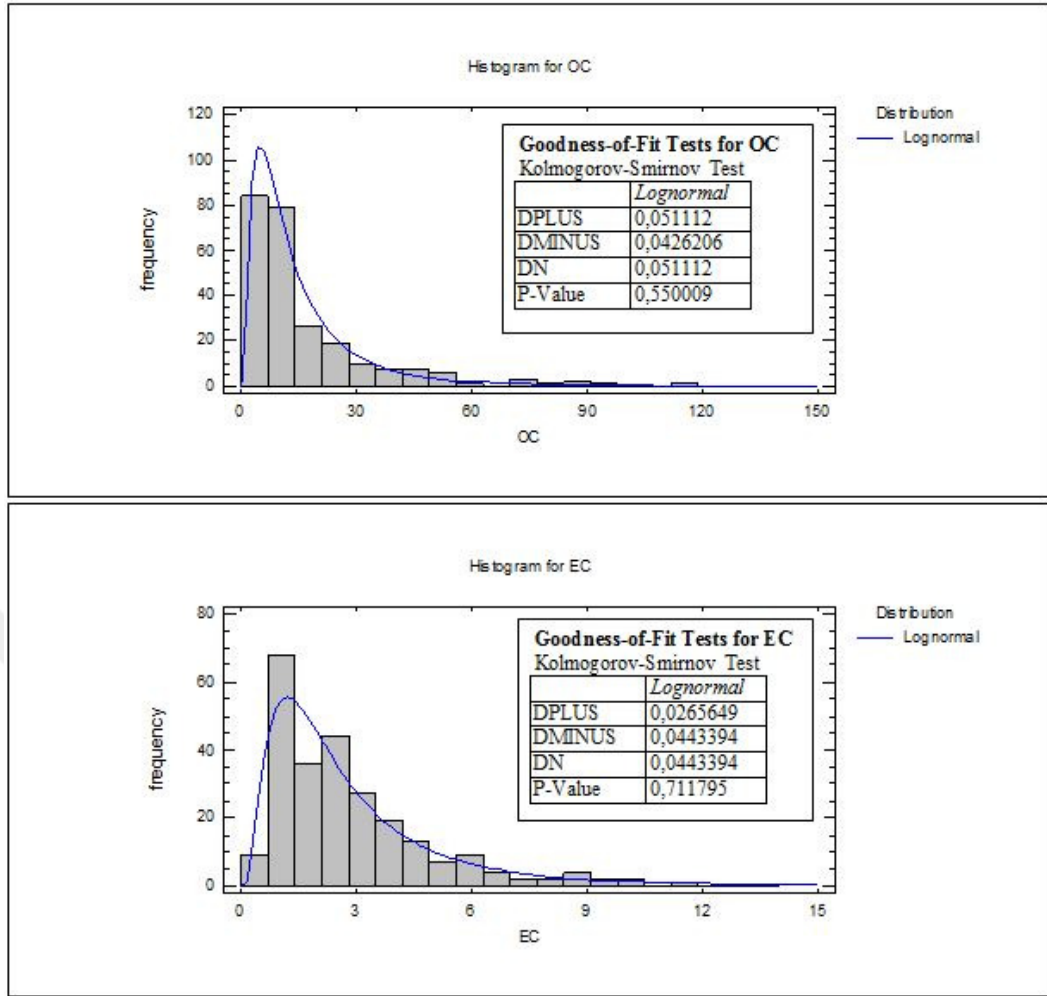 Histogram for OC
Distribution
Lognormal
frequency
120
100
80
60
40
20
0
Goodness-of-Fit Tests for OC
Kolmogorov-Smirnov Test
Lognormal
DPLUS 0,051112
DMINUS 0,0426206
DN 0,051112
P-Value 0,550009
0 30 60 90 120 150
OC
Histogram for EC
Distribution
Lognormal
frequency
80
60
40
20
0
Goodness-of-Fit Tests for EC
Kolmogorov-Smirnov Test
Lognormal
DPLUS 0,0265649
DMINUS 0,0443394
DN 0,0443394
P-Value 0,711795
0 3 6 9 12 15
EC